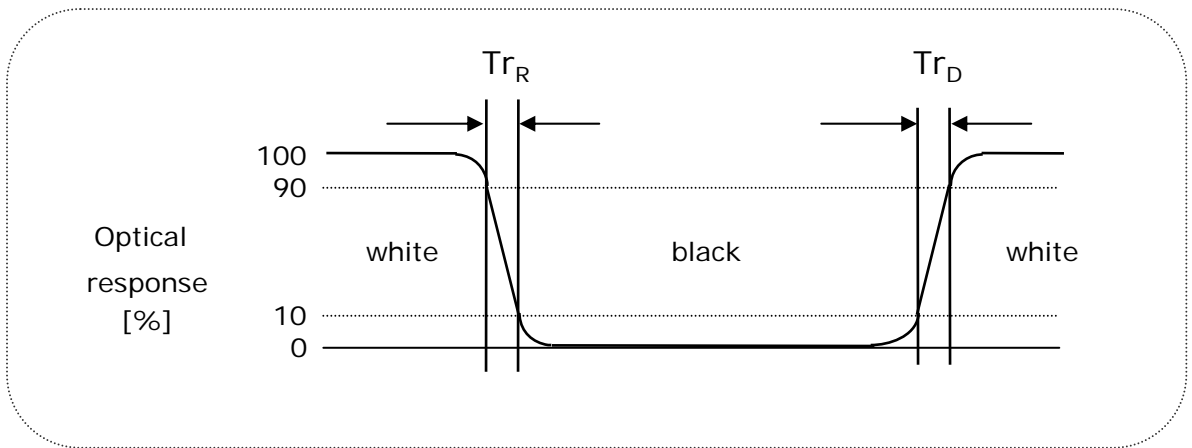 Tr_R Tr_D
100
90
Optical
response
[%]
white black white
10
0